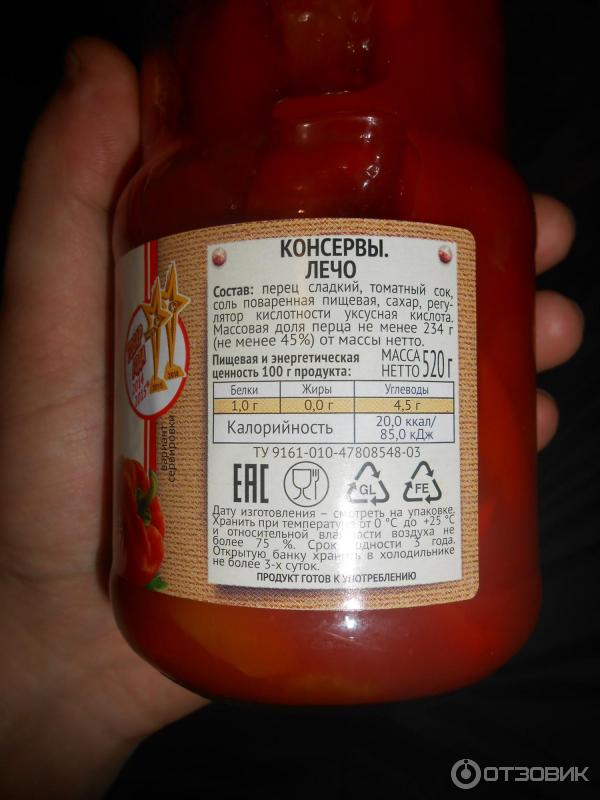 КОНСЕРВЫ.
ЛЕЧО
Состав: перец сладкий, томатный сок,
соль поваренная пищевая, сахар, регу-
лятор кислотности уксусная кислота.
Массовая доля перца не менее 234 г
(не менее 45%) от массы нетто.
Пищевая и энергетическая
ценность 100 г продукта:
МАССА
НЕТТО 520 г
Белки Жиры Углеводы
1,0 г 0,0 г 4,5 г
Калорийность 20,0 ккал/
85,0 кДж
ТУ 9161-010-47808548-03
EAC GL FE
Дату изготовления – смотреть на упаковке.
Хранить при температуре от 0 °C до +25 °C
и относительной влажности воздуха не
более 75 %. Срок годности 3 года.
Открытую банку хранить в холодильнике
не более 3-х суток.
ПРОДУКТ ГОТОВ К УПОТРЕБЛЕНИЮ
вариант
сервировки
ОТЗОВИК